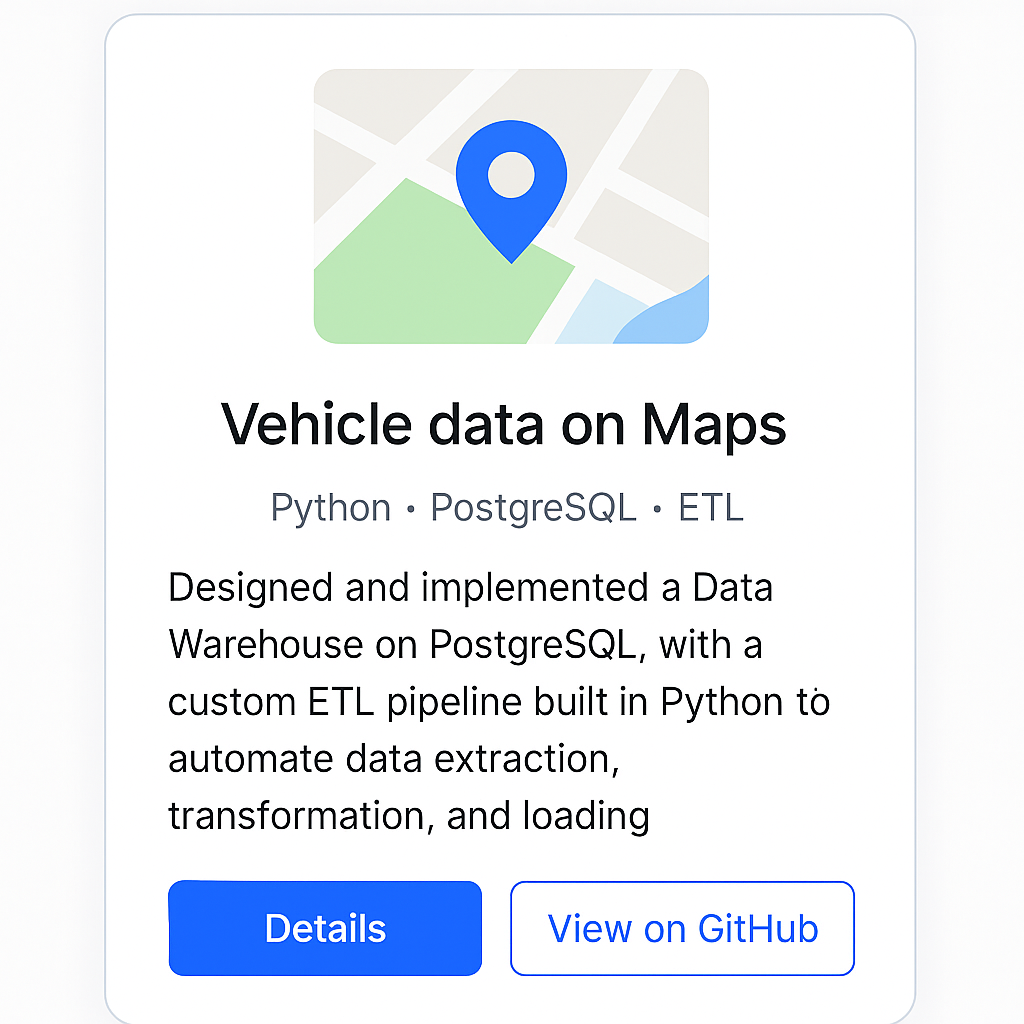 Vehicle data on Maps
Python • PostgreSQL • ETL
Designed and implemented a Data
Warehouse on PostgreSQL, with a
custom ETL pipeline built in Python to
automate data extraction,
transformation, and loading
Details
View on GitHub